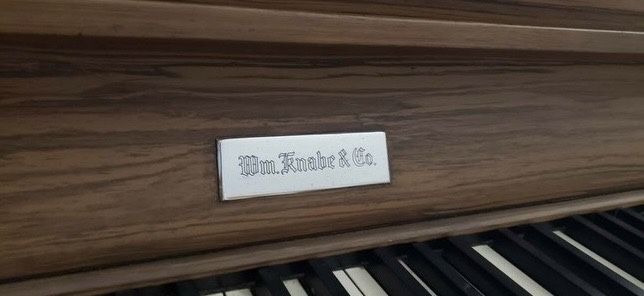 Wm. Knabe & Co.